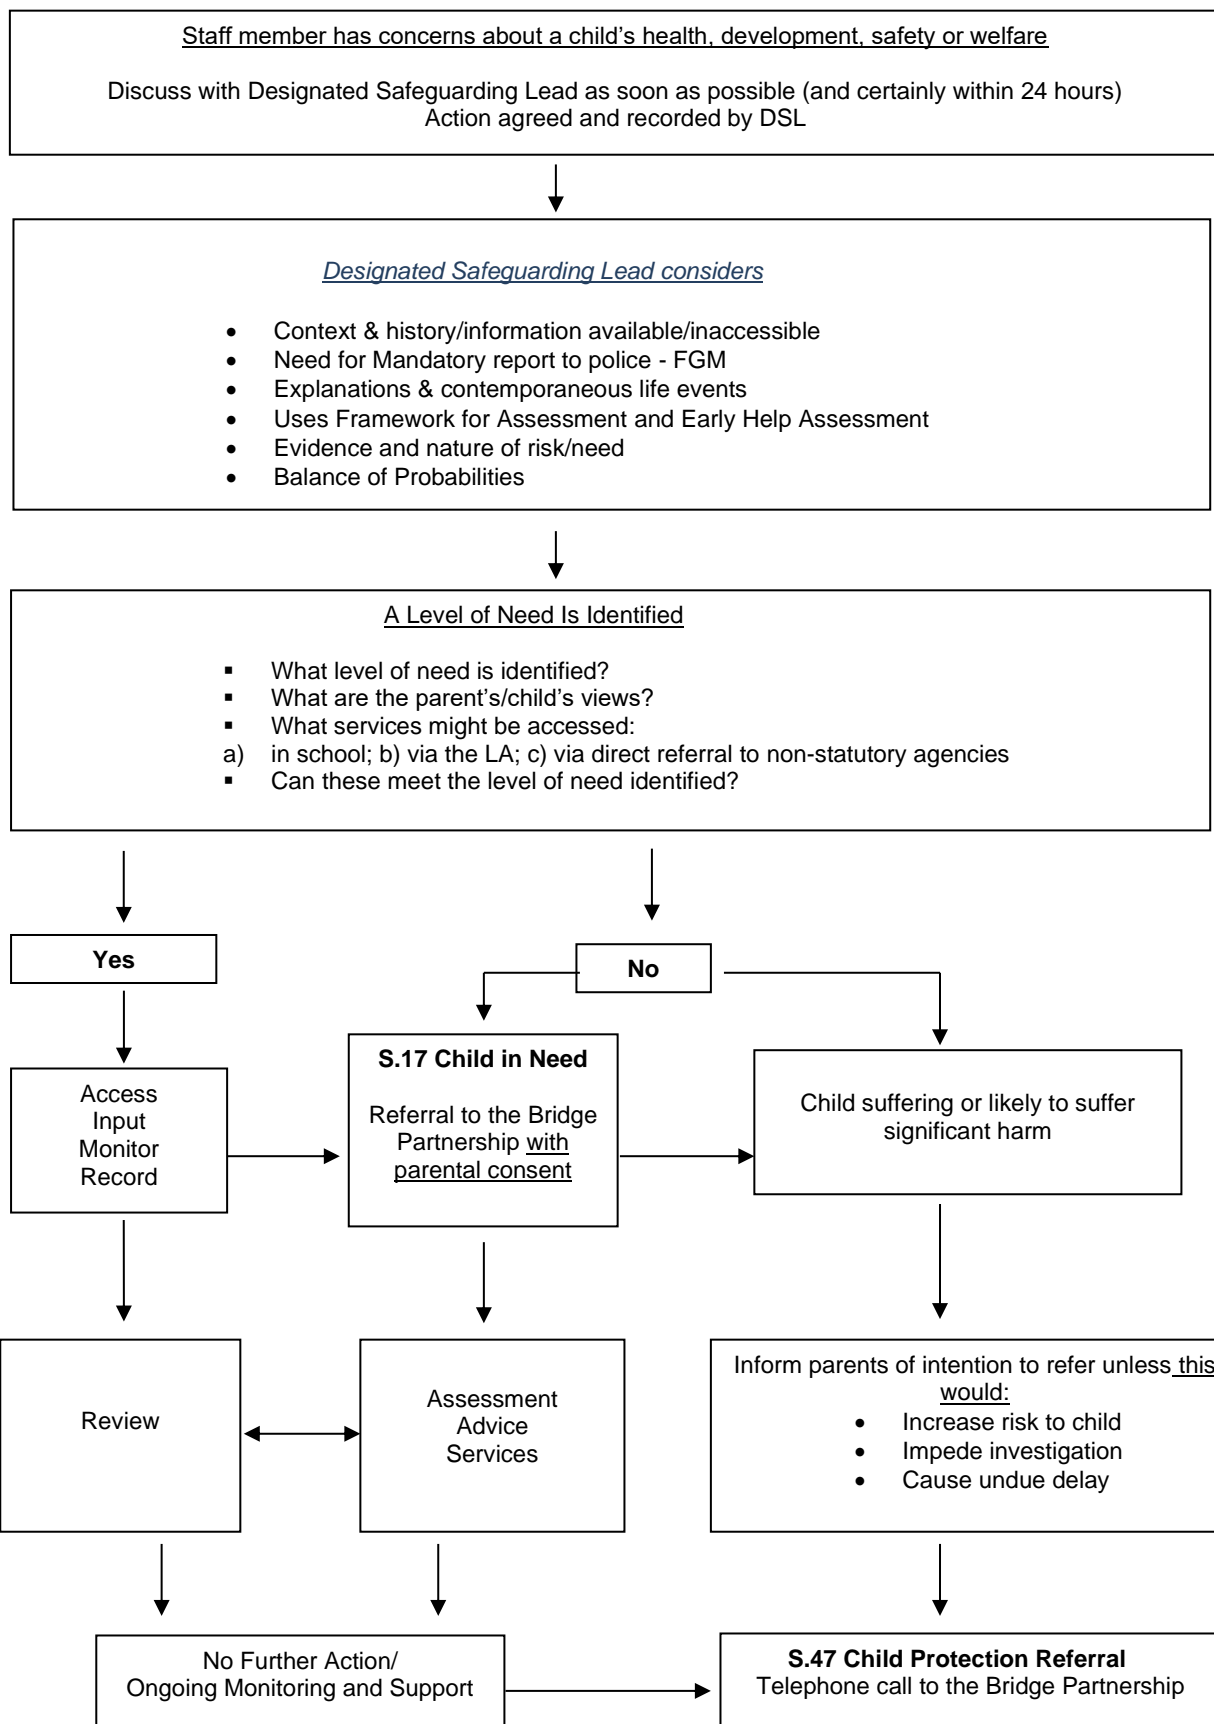 Staff member has concerns about a child’s health, development, safety or welfare
Discuss with Designated Safeguarding Lead as soon as possible (and certainly within 24 hours)
Action agreed and recorded by DSL
Designated Safeguarding Lead considers
• Context & history/information available/inaccessible
• Need for Mandatory report to police - FGM
• Explanations & contemporaneous life events
• Uses Framework for Assessment and Early Help Assessment
• Evidence and nature of risk/need
• Balance of Probabilities
A Level of Need Is Identified
▪ What level of need is identified?
▪ What are the parent’s/child’s views?
▪ What services might be accessed:
a) in school; b) via the LA; c) via direct referral to non-statutory agencies
▪ Can these meet the level of need identified?
Yes
No
Access
Input
Monitor
Record
S.17 Child in Need
Referral to the Bridge
Partnership with
parental consent
Child suffering or likely to suffer
significant harm
Review
Assessment
Advice
Services
Inform parents of intention to refer unless this
would:
• Increase risk to child
• Impede investigation
• Cause undue delay
No Further Action/
Ongoing Monitoring and Support
S.47 Child Protection Referral
Telephone call to the Bridge Partnership